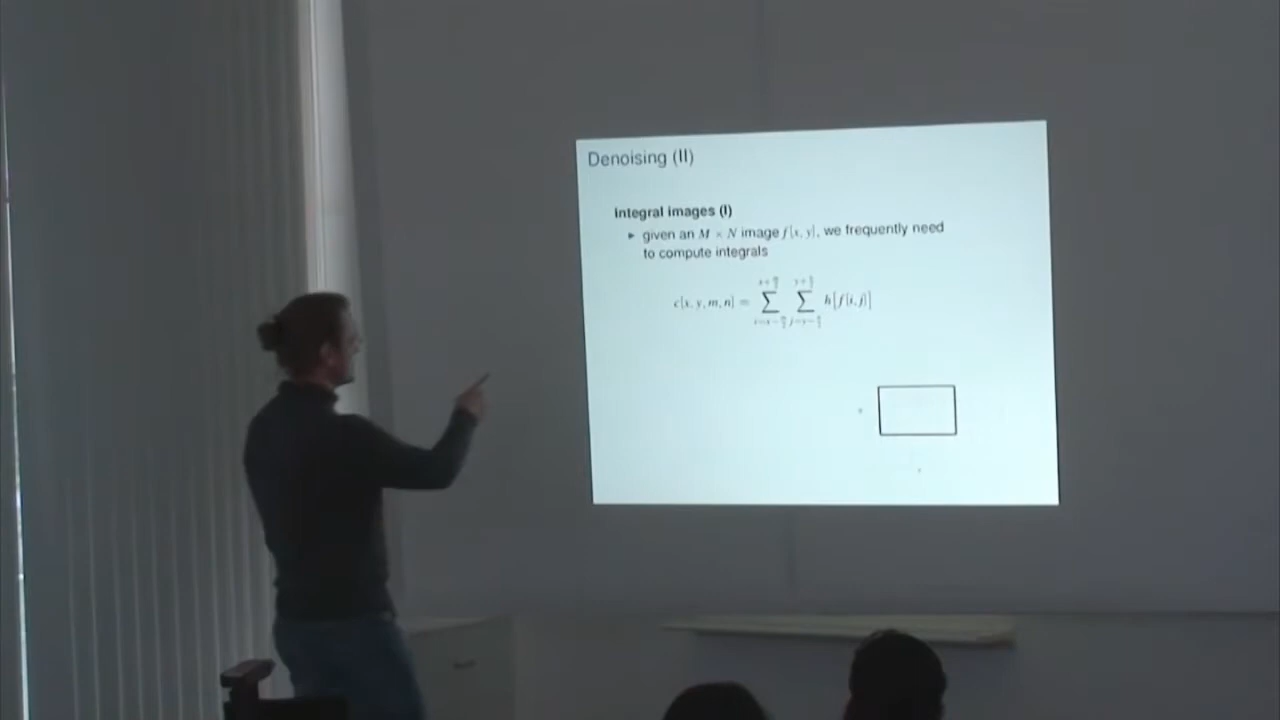 Denoising (II)
Integral images (I)
▸ given an M × N image f[x, y], we frequently need
to compute integrals
c[x, y, m, n] = ∑ ∑ h[f[i, j]]